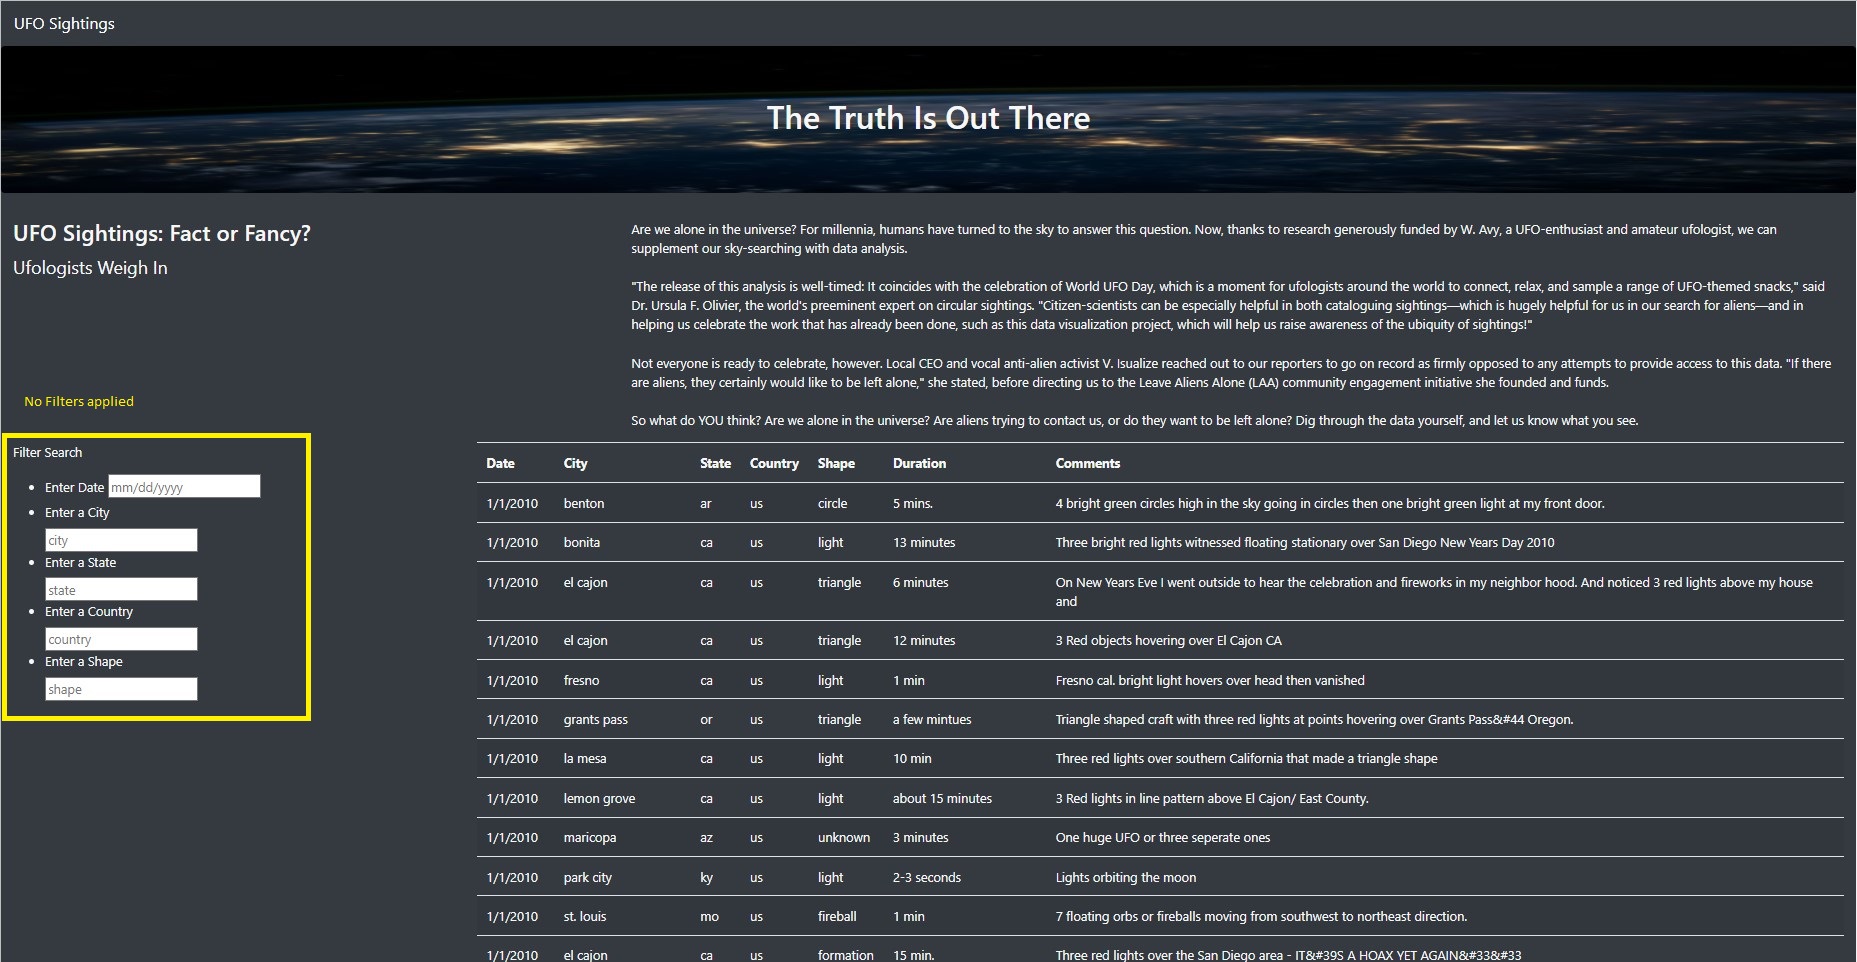 UFO Sightings
The Truth Is Out There
UFO Sightings: Fact or Fancy?
Ufologists Weigh In
Are we alone in the universe? For millennia, humans have turned to the sky to answer this question. Now, thanks to research generously funded by W. Avy, a UFO-enthusiast and amateur ufologist, we can
supplement our sky-searching with data analysis.
"The release of this analysis is well-timed: It coincides with the celebration of World UFO Day, which is a moment for ufologists around the world to connect, relax, and sample a range of UFO-themed snacks," said
Dr. Ursula F. Olivier, the world's preeminent expert on circular sightings. "Citizen-scientists can be especially helpful in both cataloguing sightings—which is hugely helpful for us in our search for aliens—and in
helping us celebrate the work that has already been done, such as this data visualization project, which will help us raise awareness of the ubiquity of sightings!"
Not everyone is ready to celebrate, however. Local CEO and vocal anti-alien activist V. Isualize reached out to our reporters to go on record as firmly opposed to any attempts to provide access to this data. "If there
are aliens, they certainly would like to be left alone," she stated, before directing us to the Leave Aliens Alone (LAA) community engagement initiative she founded and funds.
So what do YOU think? Are we alone in the universe? Are aliens trying to contact us, or do they want to be left alone? Dig through the data yourself, and let us know what you see.
No Filters applied
Filter Search
• Enter Date mm/dd/yyyy
• Enter a City
city
• Enter a State
state
• Enter a Country
country
• Enter a Shape
shape
Date City State Country Shape Duration Comments
1/1/2010 benton ar us circle 5 mins. 4 bright green circles high in the sky going in circles then one bright green light at my front door.
1/1/2010 bonita ca us light 13 minutes Three bright red lights witnessed floating stationary over San Diego New Years Day 2010
1/1/2010 el cajon ca us triangle 6 minutes On New Years Eve I went outside to hear the celebration and fireworks in my neighbor hood. And noticed 3 red lights above my house
and
1/1/2010 el cajon ca us triangle 12 minutes 3 Red objects hovering over El Cajon CA
1/1/2010 fresno ca us light 1 min Fresno cal. bright light hovers over head then vanished
1/1/2010 grants pass or us triangle a few mintues Triangle shaped craft with three red lights at points hovering over Grants Pass&#44 Oregon.
1/1/2010 la mesa ca us light 10 min Three red lights over southern California that made a triangle shape
1/1/2010 lemon grove ca us light about 15 minutes 3 Red lights in line pattern above El Cajon/ East County.
1/1/2010 maricopa az us unknown 3 minutes One huge UFO or three seperate ones
1/1/2010 park city ky us light 2-3 seconds Lights orbiting the moon
1/1/2010 st. louis mo us fireball 1 min 7 floating orbs or fireballs moving from southwest to northeast direction.
1/1/2010 el cajon ca us formation 15 min. Three red lights over the San Diego area - IT&#39S A HOAX YET AGAIN&#33&#33